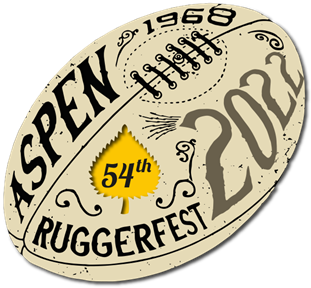 1968
ASPEN
54th
2022
RUGGERFEST